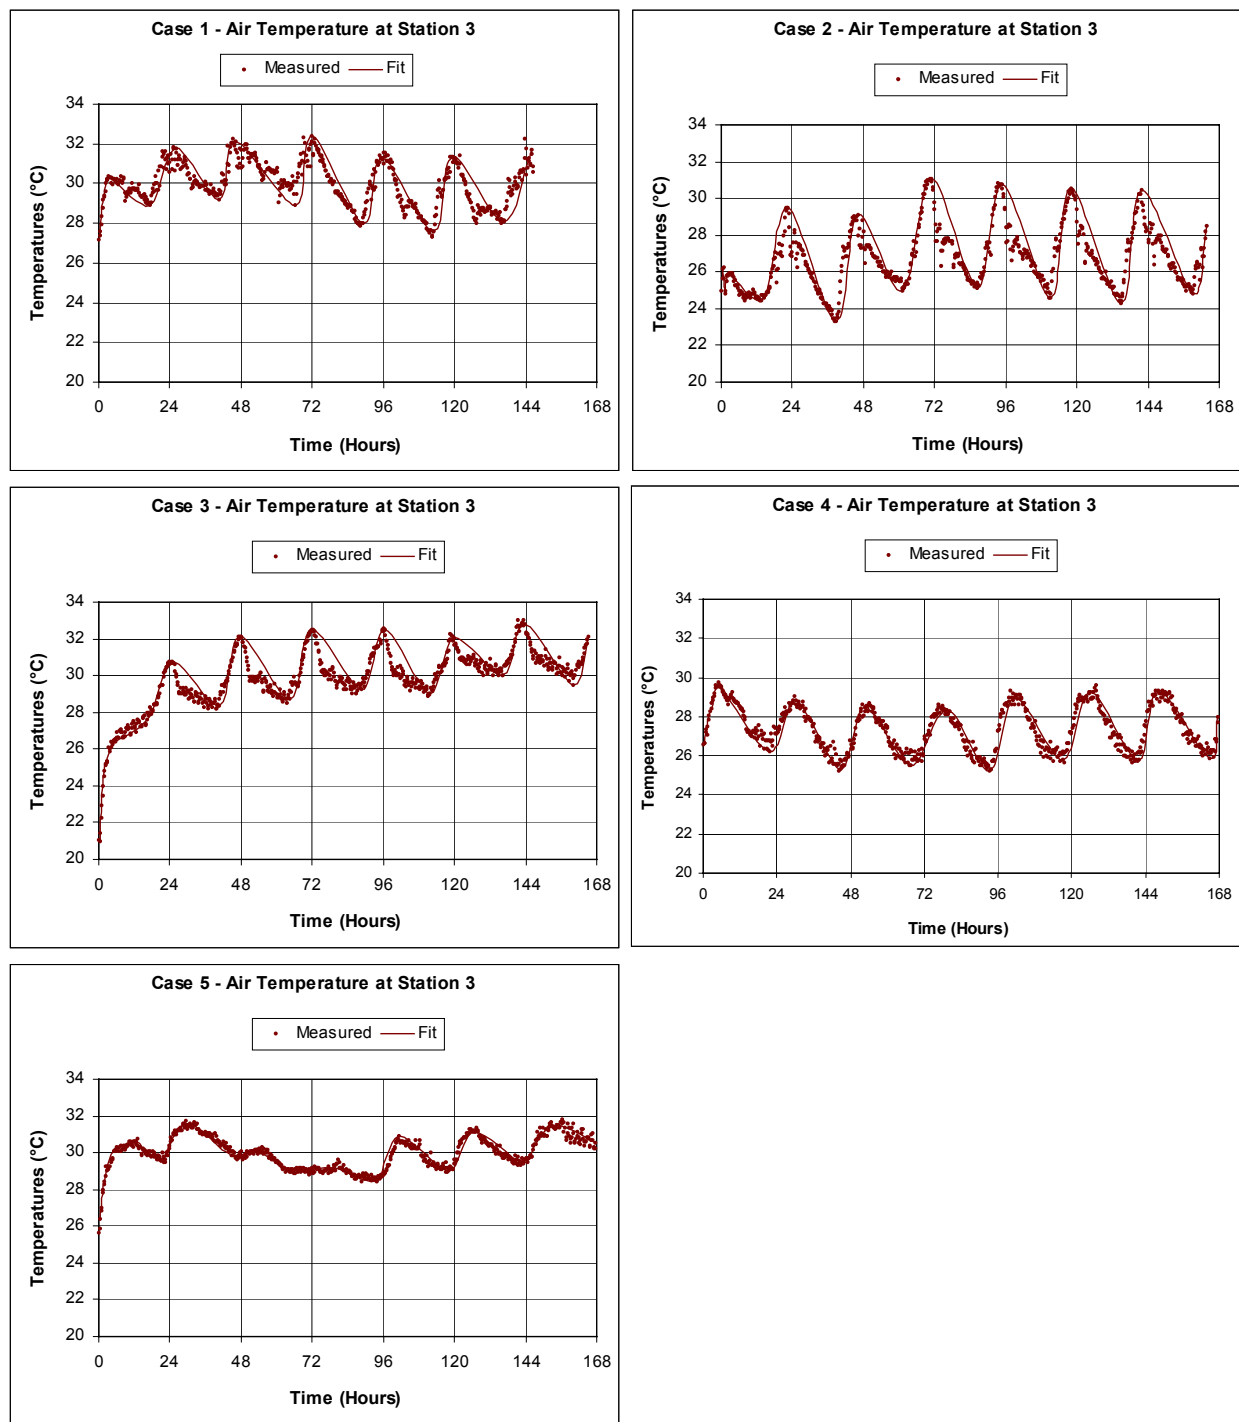 Case 1 - Air Temperature at Station 3
Measured Fit
34
32
30
28
26
24
22
20
0 24 48 72 96 120 144 168
Temperatures (°C)
Time (Hours)
Case 2 - Air Temperature at Station 3
Measured Fit
34
32
30
28
26
24
22
20
0 24 48 72 96 120 144 168
Temperatures (°C)
Time (Hours)
Case 3 - Air Temperature at Station 3
Measured Fit
34
32
30
28
26
24
22
20
0 24 48 72 96 120 144 168
Temperatures (°C)
Time (Hours)
Case 4 - Air Temperature at Station 3
Measured Fit
34
32
30
28
26
24
22
20
0 24 48 72 96 120 144 168
Temperatures (°C)
Time (Hours)
Case 5 - Air Temperature at Station 3
Measured Fit
34
32
30
28
26
24
22
20
0 24 48 72 96 120 144 168
Temperatures (°C)
Time (Hours)